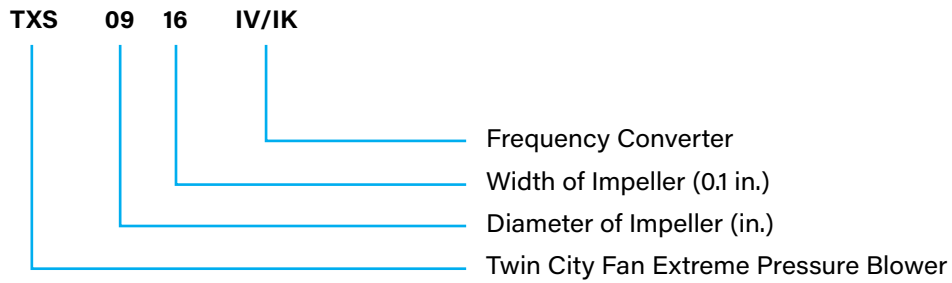 TXS 09 16 IV/IK
Frequency Converter
Width of Impeller (0.1 in.)
Diameter of Impeller (in.)
Twin City Fan Extreme Pressure Blower